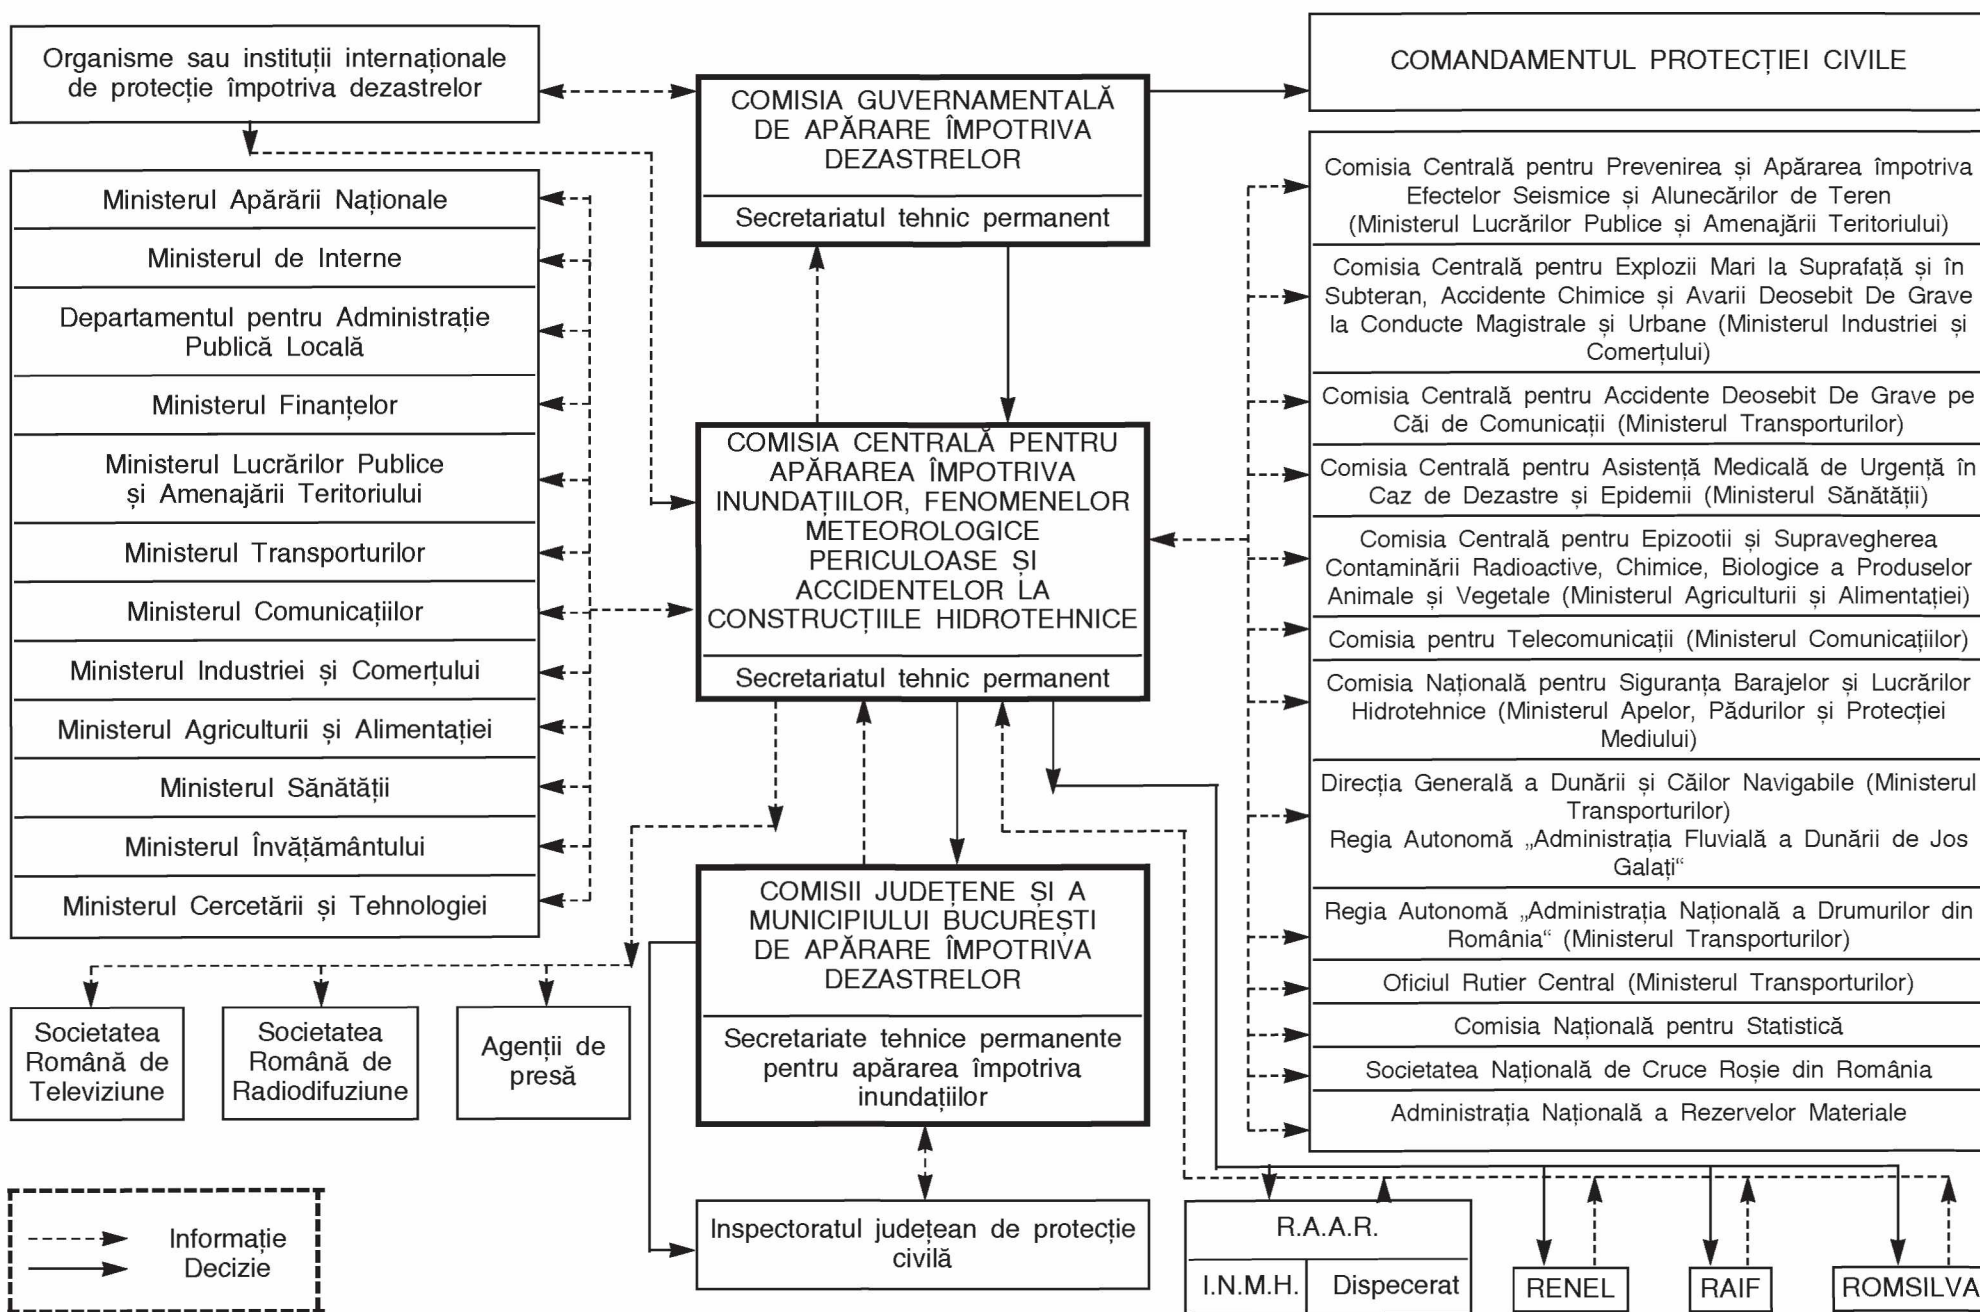 Organisme sau instituții internaționale
de protecție împotriva dezastrelor
COMISIA GUVERNAMENTALĂ
DE APĂRARE ÎMPOTRIVA
DEZASTRELOR
Secretariatul tehnic permanent
COMANDAMENTUL PROTECȚIEI CIVILE
Ministerul Apărării Naționale
Ministerul de Interne
Departamentul pentru Administrație
Publică Locală
Ministerul Finanțelor
Ministerul Lucrărilor Publice
și Amenajării Teritoriului
Ministerul Transporturilor
Ministerul Comunicațiilor
Ministerul Industriei și Comerțului
Ministerul Agriculturii și Alimentației
Ministerul Sănătății
Ministerul Învățământului
Ministerul Cercetării și Tehnologiei
COMISIA CENTRALĂ PENTRU
APĂRAREA ÎMPOTRIVA
INUNDAȚIILOR, FENOMENELOR
METEOROLOGICE
PERICULOASE ȘI
ACCIDENTELOR LA
CONSTRUCȚIILE HIDROTEHNICE
Secretariatul tehnic permanent
Comisia Centrală pentru Prevenirea și Apărarea împotriva
Efectelor Seismice și Alunecărilor de Teren
(Ministerul Lucrărilor Publice și Amenajării Teritoriului)
Comisia Centrală pentru Explozii Mari la Suprafață și în
Subteran, Accidente Chimice și Avarii Deosebit De Grave
la Conducte Magistrale și Urbane (Ministerul Industriei și
Comerțului)
Comisia Centrală pentru Accidente Deosebit De Grave pe
Căi de Comunicații (Ministerul Transporturilor)
Comisia Centrală pentru Asistență Medicală de Urgență în
Caz de Dezastre și Epidemii (Ministerul Sănătății)
Comisia Centrală pentru Epizootii și Supravegherea
Contaminării Radioactive, Chimice, Biologice a Produselor
Animale și Vegetale (Ministerul Agriculturii și Alimentației)
Comisia pentru Telecomunicații (Ministerul Comunicațiilor)
Comisia Națională pentru Siguranța Barajelor și Lucrărilor
Hidrotehnice (Ministerul Apelor, Pădurilor și Protecției
Mediului)
Direcția Generală a Dunării și Căilor Navigabile (Ministerul
Transporturilor)
Regia Autonomă „Administrația Fluvială a Dunării de Jos
Galați“
Regia Autonomă „Administrația Națională a Drumurilor din
România“ (Ministerul Transporturilor)
Oficiul Rutier Central (Ministerul Transporturilor)
Comisia Națională pentru Statistică
Societatea Națională de Cruce Roșie din România
Administrația Națională a Rezervelor Materiale
COMISII JUDEȚENE ȘI A
MUNICIPIULUI BUCUREȘTI
DE APĂRARE ÎMPOTRIVA
DEZASTRELOR
Secretariate tehnice permanente
pentru apărarea împotriva
inundațiilor
Societatea
Română de
Televiziune
Societatea
Română de
Radiodifuziune
Agenții de
presă
Informație
Decizie
Inspectoratul județean de protecție
civilă
R.A.A.R.
I.N.M.H.
Dispecerat
RENEL
RAIF
ROMSILVA